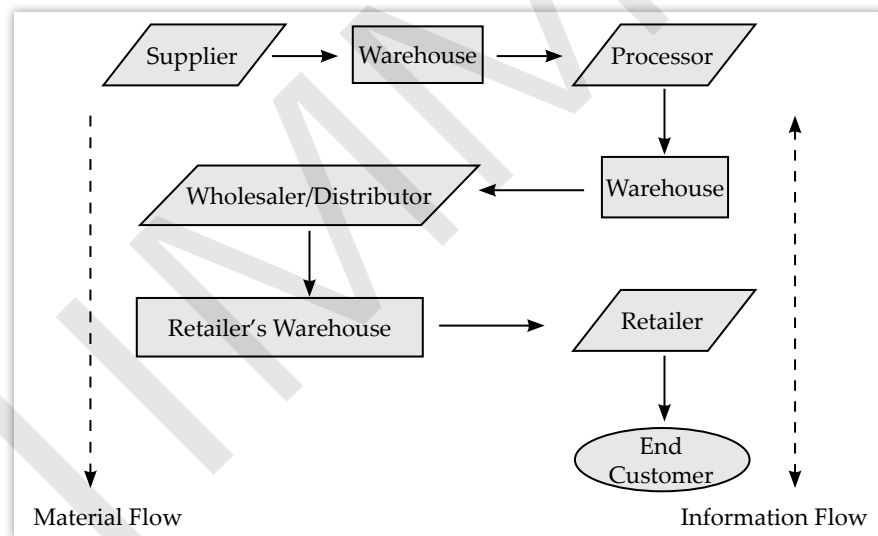 Supplier
Warehouse
Processor
Wholesaler/Distributor
Warehouse
Retailer's Warehouse
Retailer
End
Customer
Material Flow
Information Flow